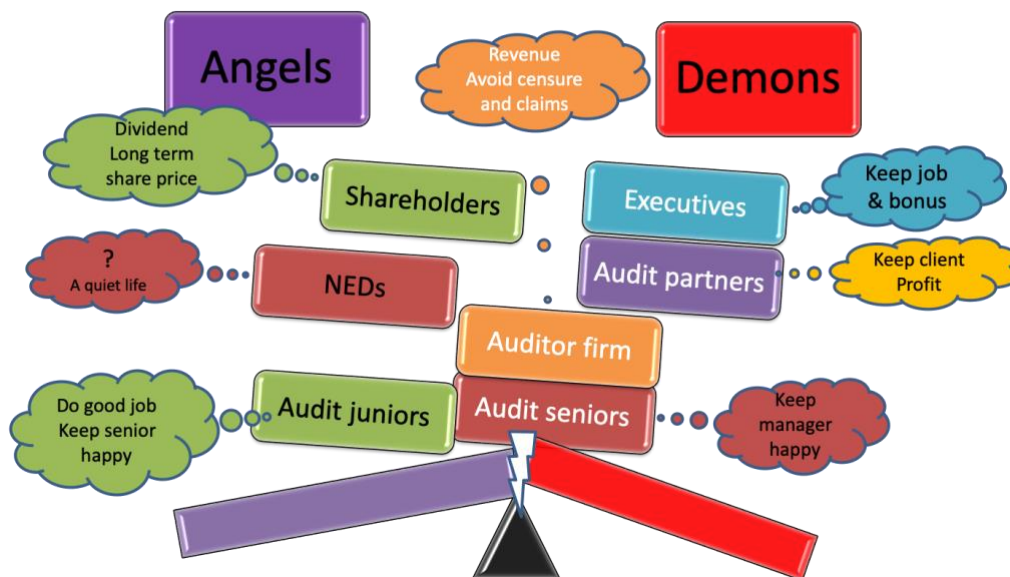 Angels
Revenue
Avoid censure
and claims
Demons
Dividend
Long term
share price
Shareholders
Executives
Keep job
& bonus
?
A quiet life
NEDs
Audit partners
Keep client
Profit
Auditor firm
Do good job
Keep senior
happy
Audit juniors
Audit seniors
Keep
manager
happy